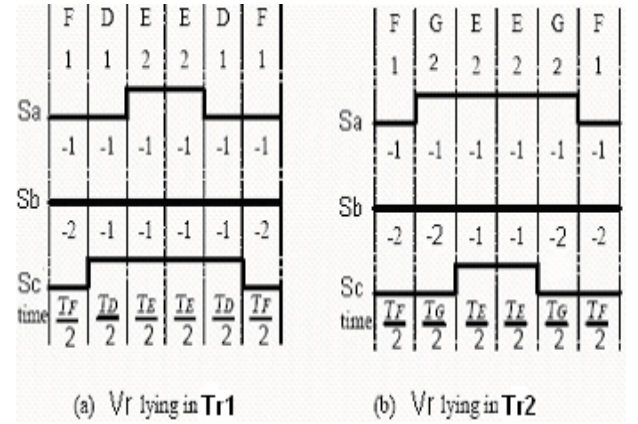 F D E E D F
1 1 2 2 1 1
Sa
-1 -1 -1 -1 -1 -1
Sb
-2 -1 -1 -1 -1 -2
Sc
time TF/2 TD/2 TE/2 TE/2 TD/2 TF/2
(a) Vr lying in Tr1
F G E E G F
1 2 2 2 2 1
Sa
-1 -1 -1 -1 -1 -1
Sb
-2 -2 -1 -1 -2 -2
Sc
time TF/2 TG/2 TE/2 TE/2 TG/2 TF/2
(b) Vr lying in Tr2